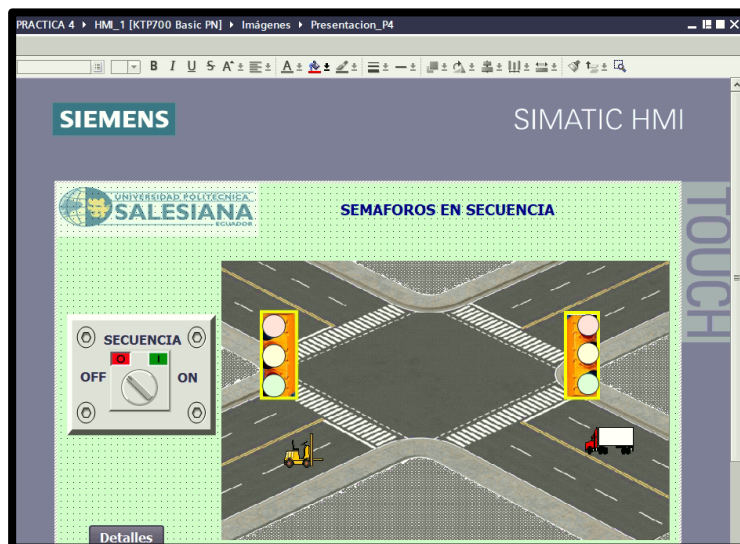 PRACTICA 4 ▸ HMI_1 [KTP700 Basic PN] ▸ Imágenes ▸ Presentacion_P4
B I U S A A
SIEMENS
SIMATIC HMI
TOUCH
UNIVERSIDAD POLITECNICA
SALESIANA
ECUADOR
SEMAFOROS EN SECUENCIA
SECUENCIA
O I
OFF ON
Detalles